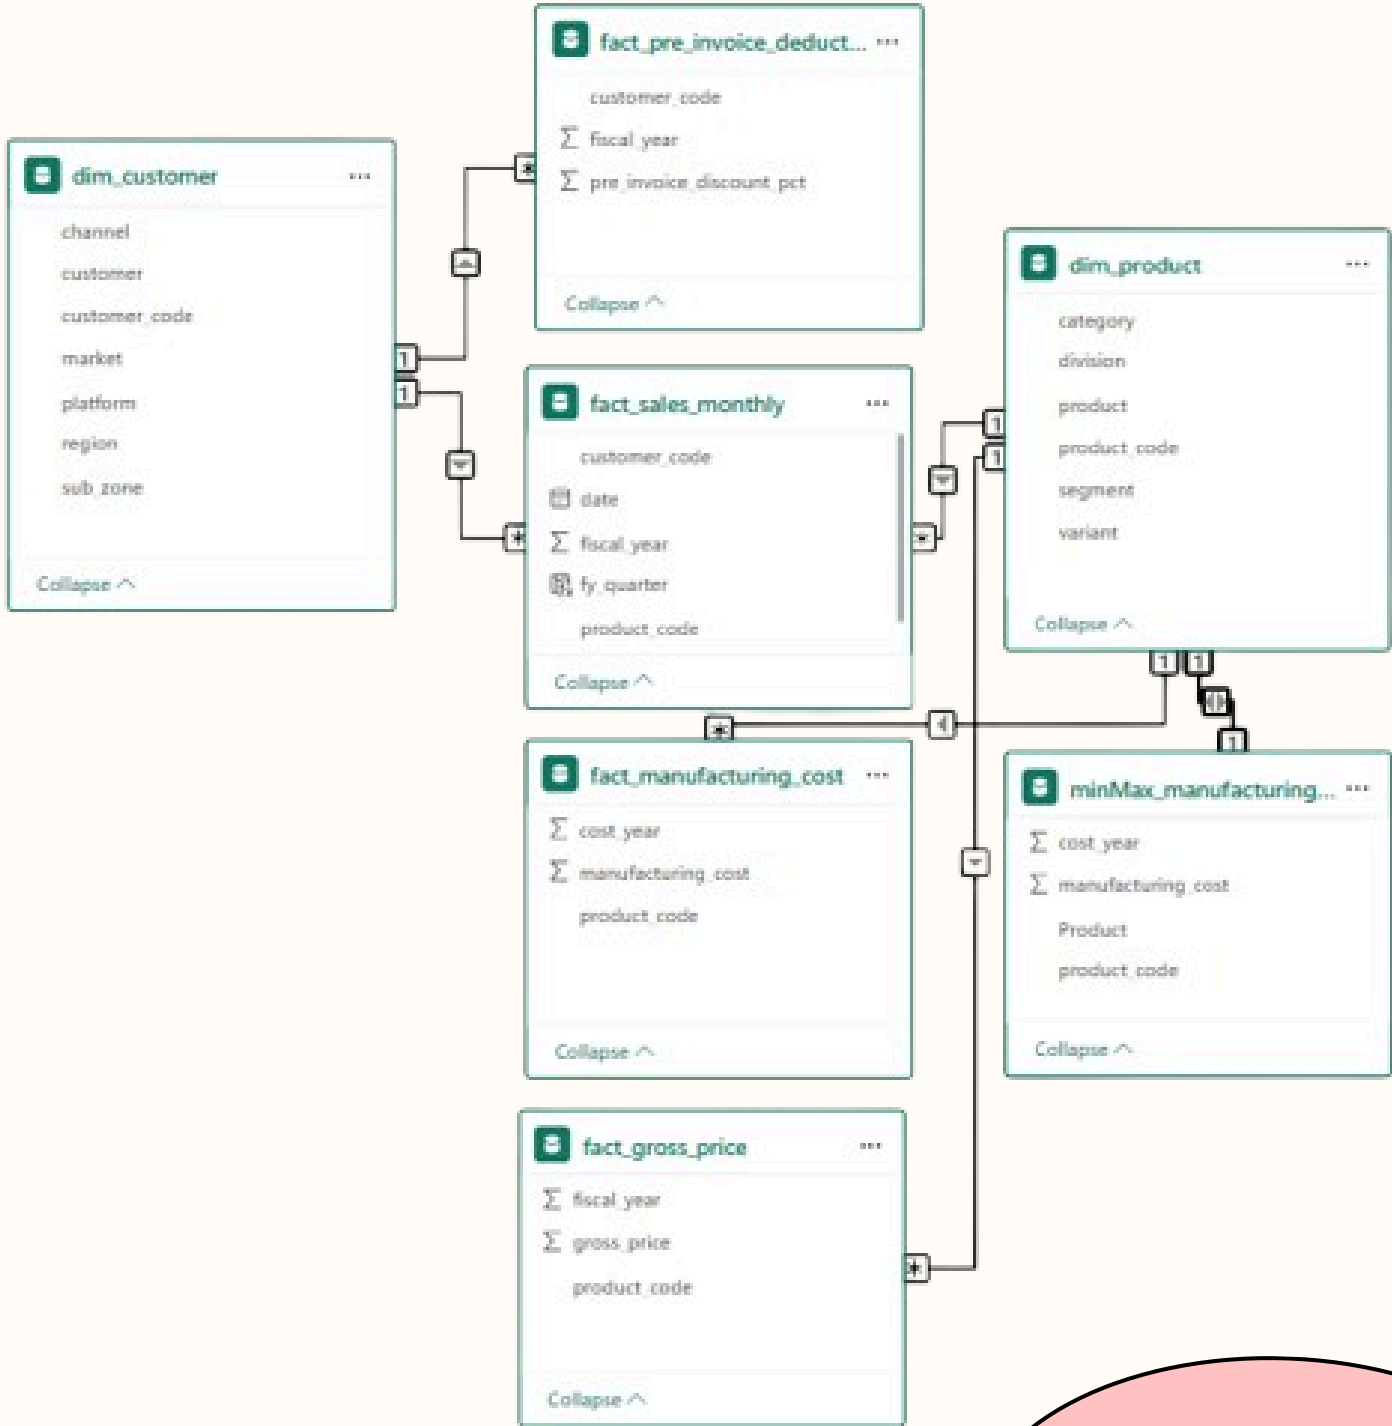 fact_pre_invoice_deduct... ...
customer_code
fiscal_year
pre_invoice_discount_pct
Collapse
dim_customer ...
channel
customer
customer_code
market
platform
region
sub_zone
Collapse
fact_sales_monthly ...
customer_code
date
fiscal_year
fy_quarter
product_code
Collapse
dim_product ...
category
division
product
product_code
segment
variant
Collapse
fact_manufacturing_cost ...
cost_year
manufacturing_cost
product_code
Collapse
minMax_manufacturing... ...
cost_year
manufacturing_cost
Product
product_code
Collapse
fact_gross_price ...
fiscal_year
gross_price
product_code
Collapse
1
*
1
*
1
*
1
*
1
*
1
1